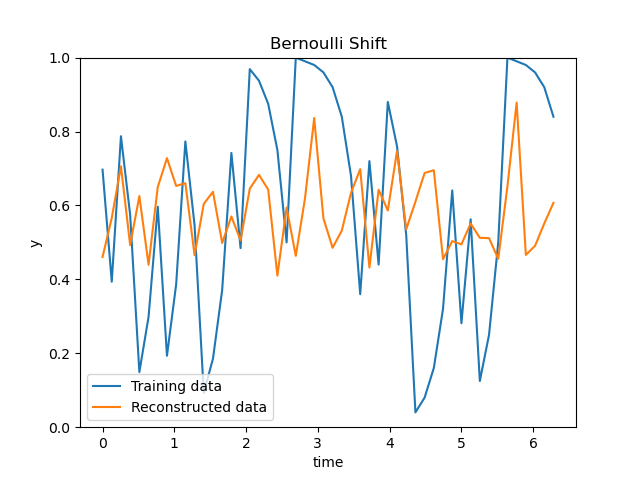 Bernoulli Shift
1.0
0.8
0.6
0.4
0.2
0.0
y
Training data
Reconstructed data
0 1 2 3 4 5 6
time